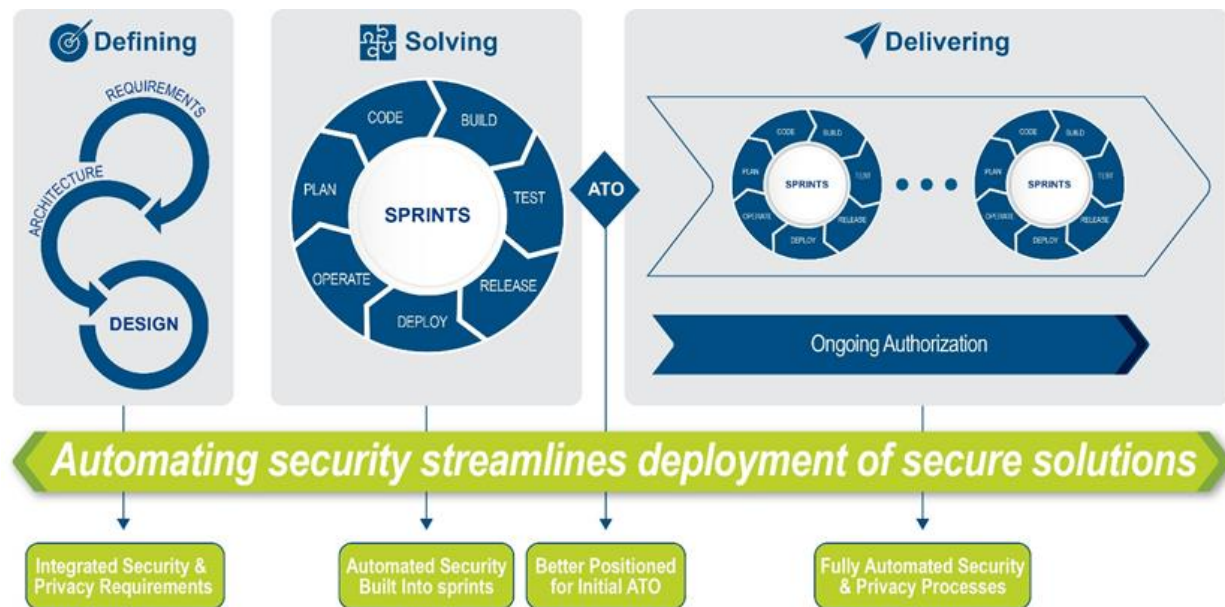 Defining
REQUIREMENTS
ARCHITECTURE
DESIGN
Solving
CODE
BUILD
PLAN
TEST
SPRINTS
OPERATE
RELEASE
DEPLOY
ATO
Delivering
CODE
BUILD
PLAN
TEST
SPRINTS
OPERATE
RELEASE
DEPLOY
CODE
BUILD
PLAN
TEST
SPRINTS
OPERATE
RELEASE
DEPLOY
Ongoing Authorization
Automating security streamlines deployment of secure solutions
Integrated Security &
Privacy Requirements
Automated Security
Built Into sprints
Better Positioned
for Initial ATO
Fully Automated Security
& Privacy Processes